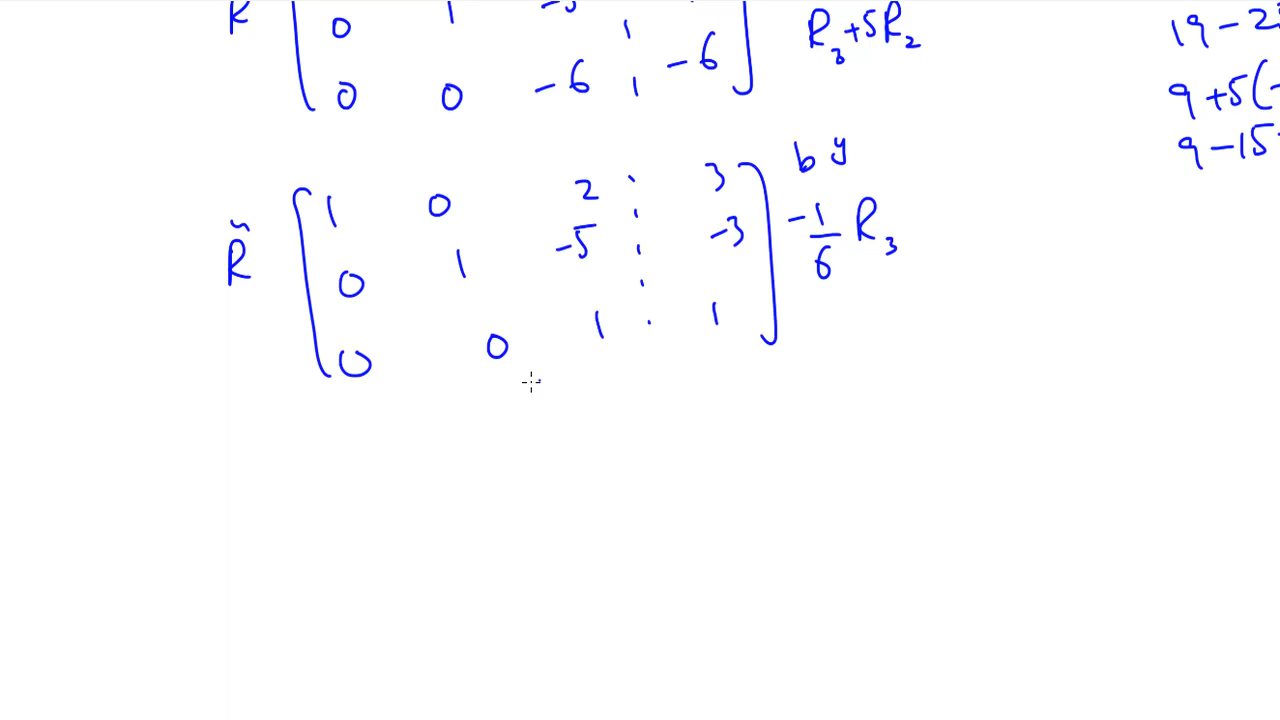 R 0 1 -5 R₃+5R₂
0 0 -6 ⋮ -6
1 0 2 ⋮ 3 by
R̃ 0 1 -5 ⋮ -3 -1/6 R₃
0 0 1 ⋮ 1
19-2
9+5(-
9-15